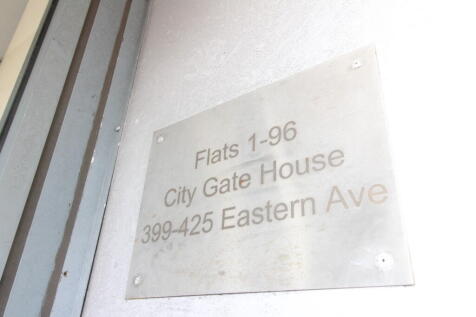 Flats 1-96
City Gate House
399-425 Eastern Ave